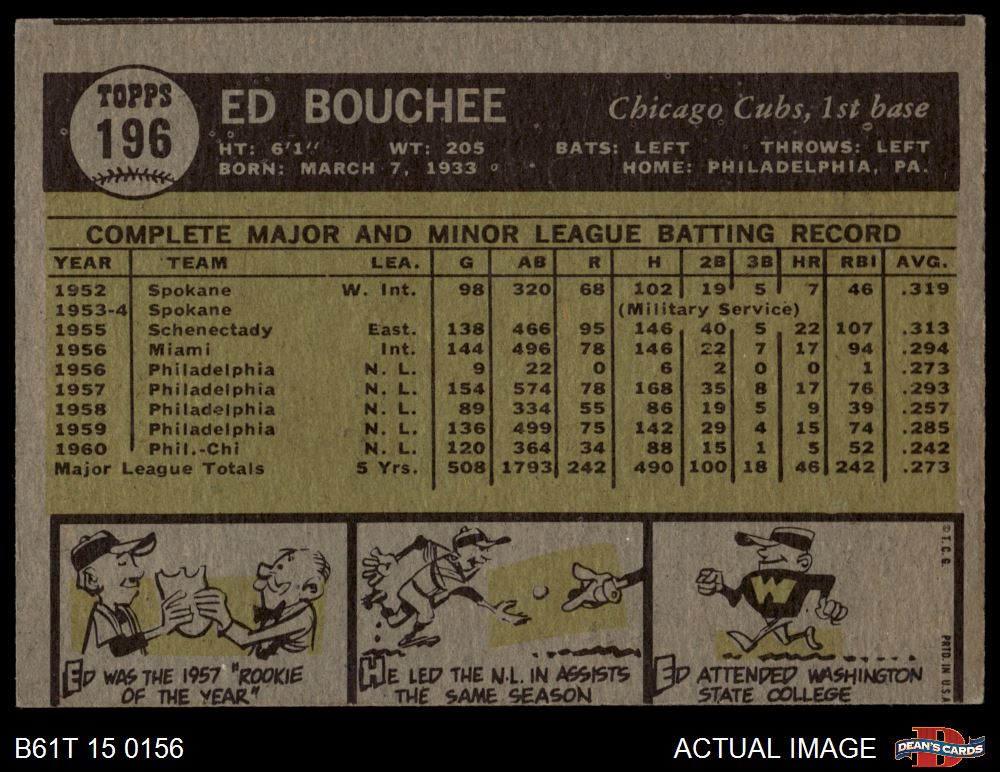 TOPPS
196
ED BOUCHEE
Chicago Cubs, 1st base
HT: 6'1" WT: 205 BATS: LEFT THROWS: LEFT
BORN: MARCH 7, 1933 HOME: PHILADELPHIA, PA.
COMPLETE MAJOR AND MINOR LEAGUE BATTING RECORD
YEAR TEAM LEA. G AB R H 2B 3B HR RBI AVG.
1952 Spokane W. Int. 98 320 68 102 19 5 7 46 .319
1953-4 Spokane (Military Service)
1955 Schenectady East. 138 466 95 146 40 5 22 107 .313
1956 Miami Int. 144 496 78 146 22 7 17 94 .294
1956 Philadelphia N. L. 9 22 0 6 2 0 0 1 .273
1957 Philadelphia N. L. 154 574 78 168 35 8 17 76 .293
1958 Philadelphia N. L. 89 334 55 86 19 5 9 39 .257
1959 Philadelphia N. L. 136 499 75 142 29 4 15 74 .285
1960 Phil.-Chi N. L. 120 364 34 88 15 1 5 52 .242
Major League Totals 5 Yrs. 508 1793 242 490 100 18 46 242 .273
ED WAS THE 1957 "ROOKIE
OF THE YEAR"
HE LED THE N.L. IN ASSISTS
THE SAME SEASON
W
ED ATTENDED WASHINGTON
STATE COLLEGE
© T.C.G.
PRTD IN U.S.A
B61T 15 0156
ACTUAL IMAGE
D
DEAN'S CARDS